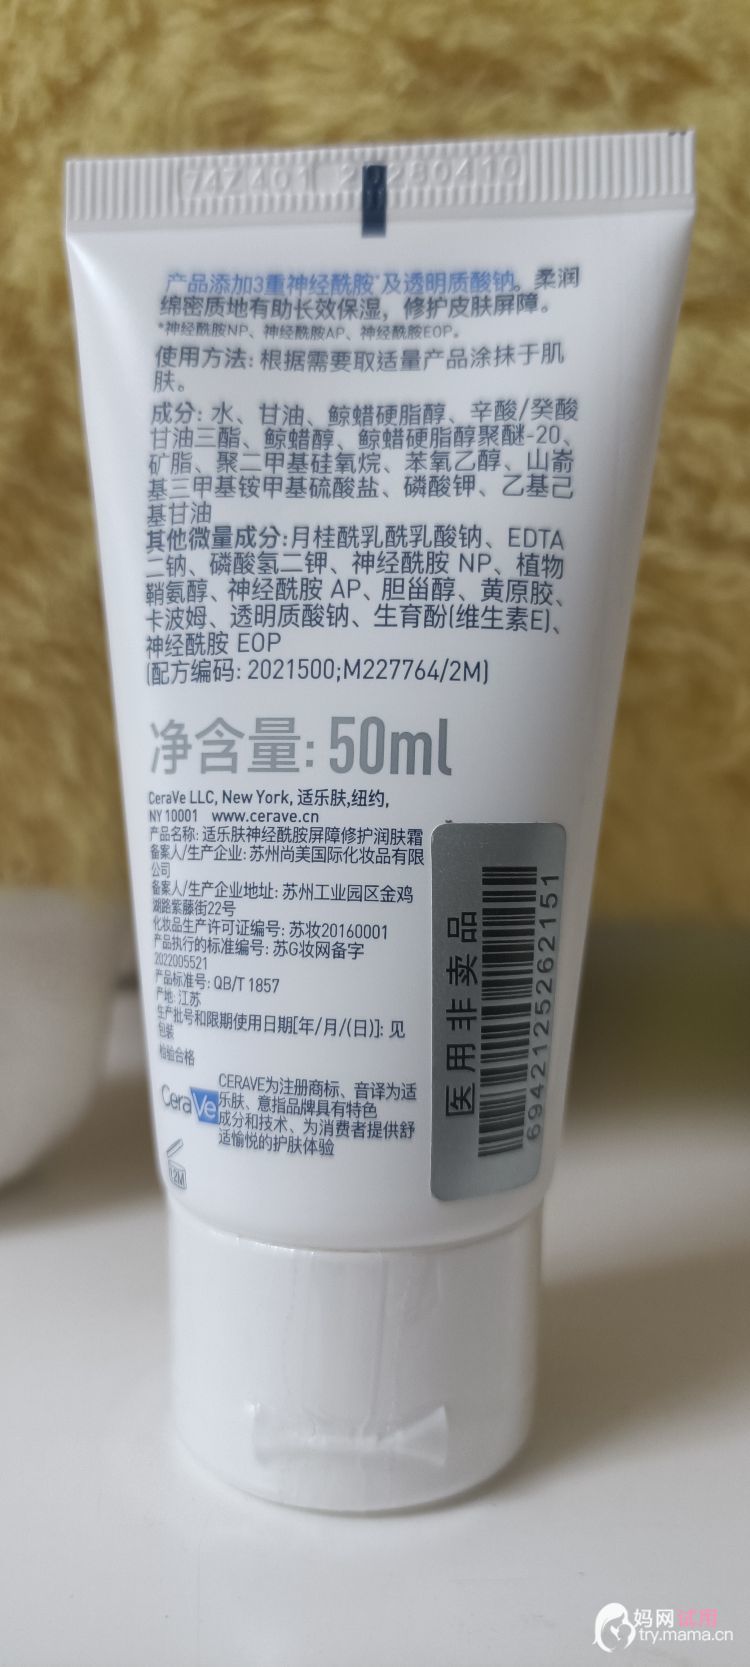 74Z401 20280410
产品添加3重神经酰胺*及透明质酸钠。柔润
绵密质地有助长效保湿，修护皮肤屏障。
*神经酰胺NP、神经酰胺AP、神经酰胺EOP。
使用方法: 根据需要取适量产品涂抹于肌
肤。
成分: 水、甘油、鲸蜡硬脂醇、辛酸/癸酸
甘油三酯、鲸蜡醇、鲸蜡硬脂醇聚醚-20、
矿脂、聚二甲基硅氧烷、苯氧乙醇、山嵛
基三甲基铵甲基硫酸盐、磷酸钾、乙基己
基甘油
其他微量成分:月桂酰乳酰乳酸钠、EDTA
二钠、磷酸氢二钾、神经酰胺 NP、植物
鞘氨醇、神经酰胺 AP、胆甾醇、黄原胶、
卡波姆、透明质酸钠、生育酚(维生素E)、
神经酰胺 EOP
(配方编码: 2021500;M227764/2M)
净含量: 50ml
CeraVe LLC, New York, 适乐肤,纽约,
NY 10001 www.cerave.cn
产品名称: 适乐肤神经酰胺屏障修护润肤霜
备案人/生产企业: 苏州尚美国际化妆品有限
公司
备案人/生产企业地址: 苏州工业园区金鸡
湖路紫藤街22号
化妆品生产许可证编号: 苏妆20160001
产品执行的标准编号: 苏G妆网备字
2022005521
产品标准号: QB/T 1857
产地: 江苏
生产批号和限期使用日期[年/月/(日)]: 见
包装
检验合格
CeraVe
CERAVE为注册商标、音译为适
乐肤、意指品牌具有特色
成分和技术、为消费者提供舒
适愉悦的护肤体验
12M
医用非卖品
6942125262151
妈网试用
try.mama.cn